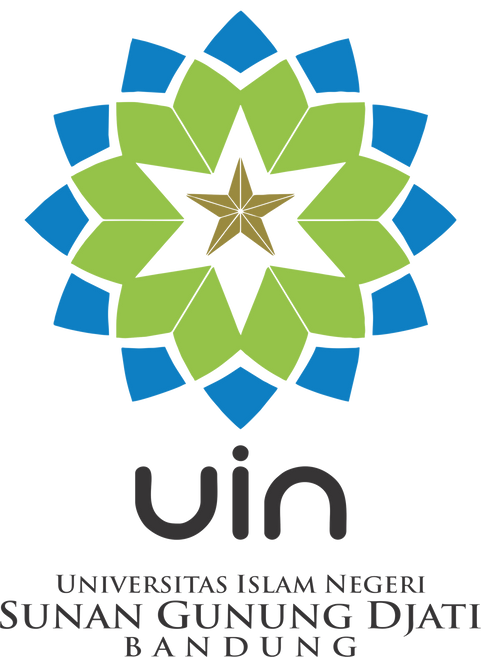 uin
UNIVERSITAS ISLAM NEGERI
SUNAN GUNUNG DJATI
BANDUNG